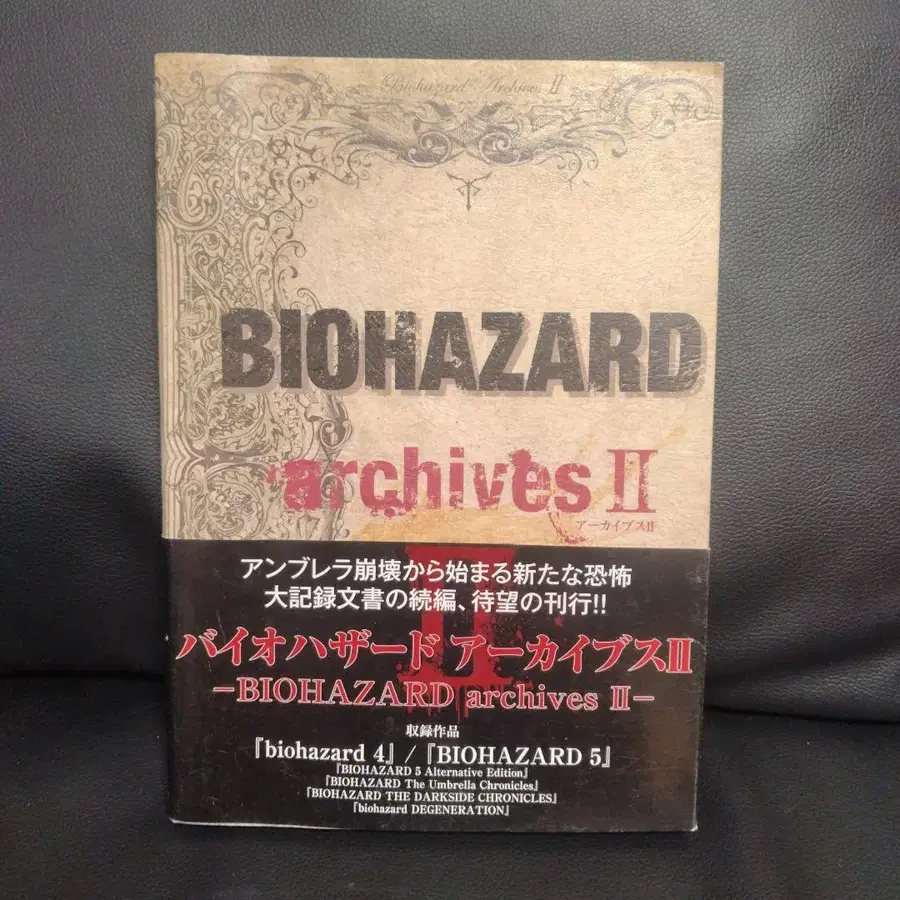 Biohazard Archives II
BIOHAZARD
archives II
アーカイブスII
アンブレラ崩壊から始まる新たな恐怖
大記録文書の続編、待望の刊行!!
II
バイオハザード アーカイブスII
-BIOHAZARD archives II-
収録作品
『biohazard 4』/『BIOHAZARD 5』
『BIOHAZARD 5 Alternative Edition』
『BIOHAZARD The Umbrella Chronicles』
『BIOHAZARD THE DARKSIDE CHRONICLES』
『biohazard DEGENERATION』